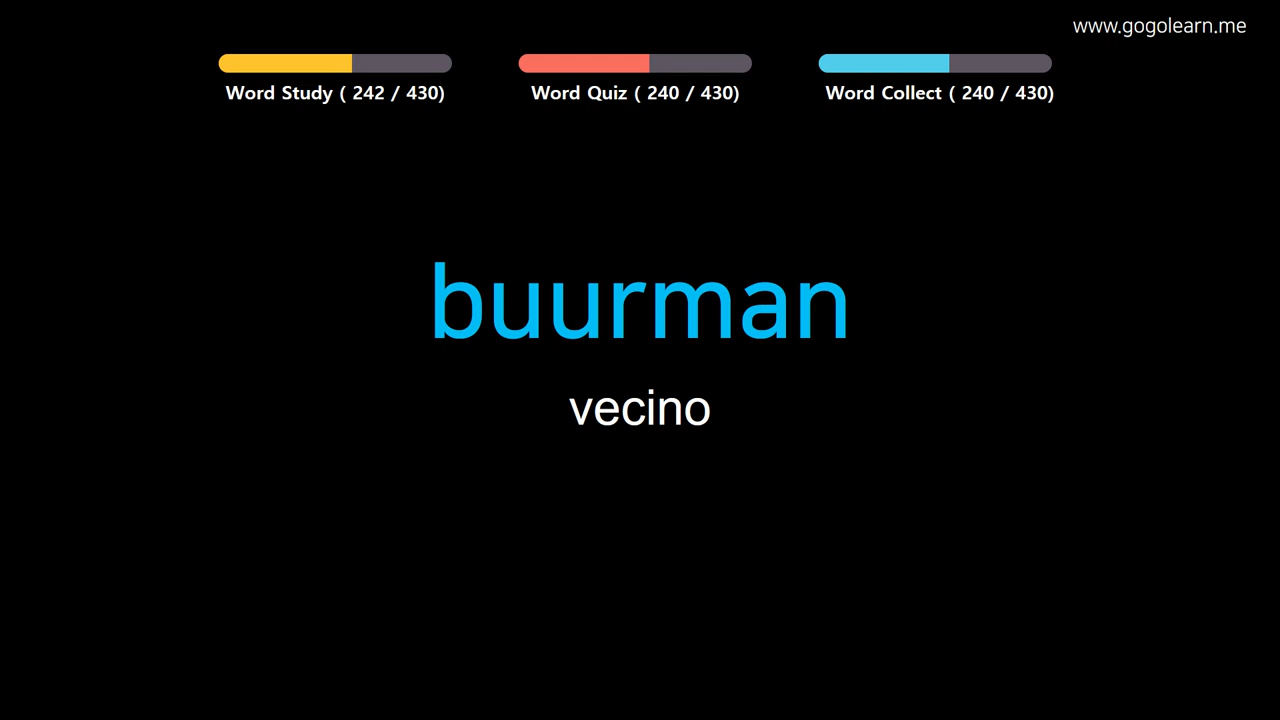 www.gogolearn.me
Word Study ( 242 / 430)
Word Quiz ( 240 / 430)
Word Collect ( 240 / 430)
buurman
vecino